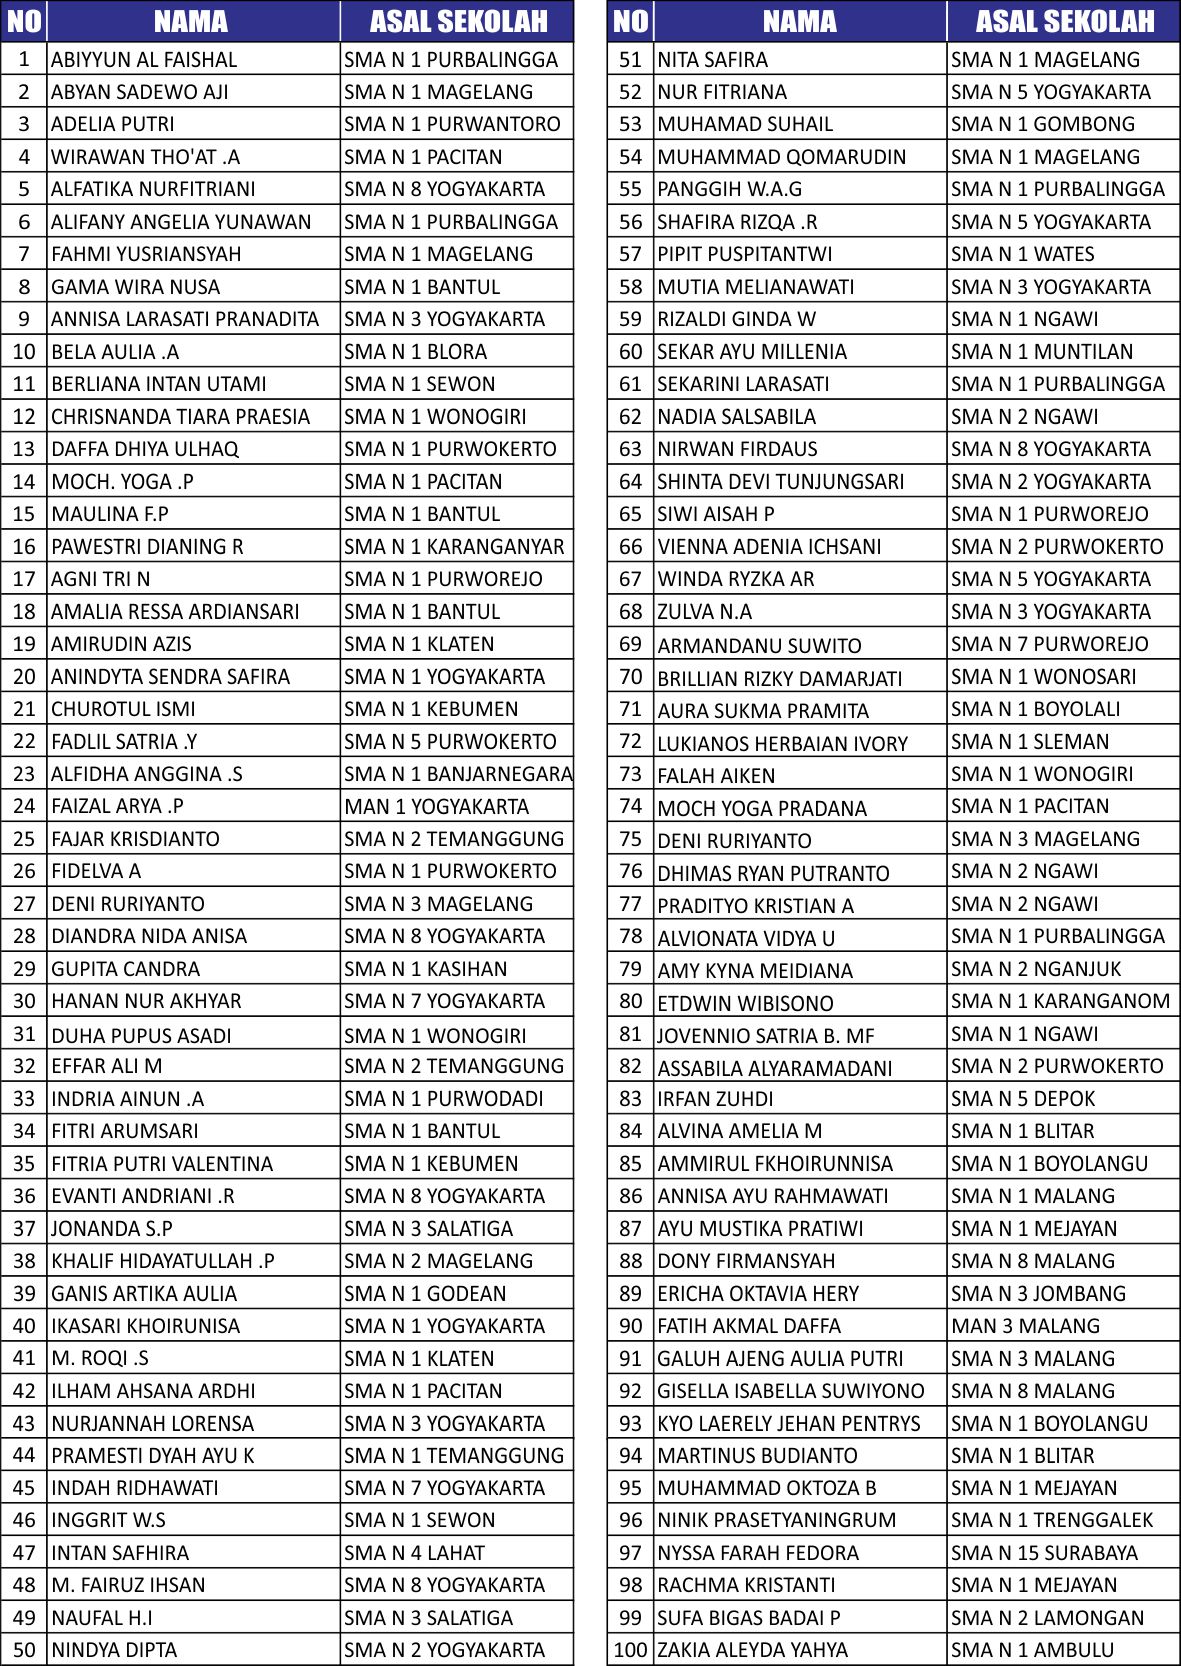 NO NAMA ASAL SEKOLAH
1 ABIYYUN AL FAISHAL SMA N 1 PURBALINGGA
2 ABYAN SADEWO AJI SMA N 1 MAGELANG
3 ADELIA PUTRI SMA N 1 PURWANTORO
4 WIRAWAN THO'AT .A SMA N 1 PACITAN
5 ALFATIKA NURFITRIANI SMA N 8 YOGYAKARTA
6 ALIFANY ANGELIA YUNAWAN SMA N 1 PURBALINGGA
7 FAHMI YUSRIANSYAH SMA N 1 MAGELANG
8 GAMA WIRA NUSA SMA N 1 BANTUL
9 ANNISA LARASATI PRANADITA SMA N 3 YOGYAKARTA
10 BELA AULIA .A SMA N 1 BLORA
11 BERLIANA INTAN UTAMI SMA N 1 SEWON
12 CHRISNANDA TIARA PRAESIA SMA N 1 WONOGIRI
13 DAFFA DHIYA ULHAQ SMA N 1 PURWOKERTO
14 MOCH. YOGA .P SMA N 1 PACITAN
15 MAULINA F.P SMA N 1 BANTUL
16 PAWESTRI DIANING R SMA N 1 KARANGANYAR
17 AGNI TRI N SMA N 1 PURWOREJO
18 AMALIA RESSA ARDIANSARI SMA N 1 BANTUL
19 AMIRUDIN AZIS SMA N 1 KLATEN
20 ANINDYTA SENDRA SAFIRA SMA N 1 YOGYAKARTA
21 CHUROTUL ISMI SMA N 1 KEBUMEN
22 FADLIL SATRIA .Y SMA N 5 PURWOKERTO
23 ALFIDHA ANGGINA .S SMA N 1 BANJARNEGARA
24 FAIZAL ARYA .P MAN 1 YOGYAKARTA
25 FAJAR KRISDIANTO SMA N 2 TEMANGGUNG
26 FIDELVA A SMA N 1 PURWOKERTO
27 DENI RURIYANTO SMA N 3 MAGELANG
28 DIANDRA NIDA ANISA SMA N 8 YOGYAKARTA
29 GUPITA CANDRA SMA N 1 KASIHAN
30 HANAN NUR AKHYAR SMA N 7 YOGYAKARTA
31 DUHA PUPUS ASADI SMA N 1 WONOGIRI
32 EFFAR ALI M SMA N 2 TEMANGGUNG
33 INDRIA AINUN .A SMA N 1 PURWODADI
34 FITRI ARUMSARI SMA N 1 BANTUL
35 FITRIA PUTRI VALENTINA SMA N 1 KEBUMEN
36 EVANTI ANDRIANI .R SMA N 8 YOGYAKARTA
37 JONANDA S.P SMA N 3 SALATIGA
38 KHALIF HIDAYATULLAH .P SMA N 2 MAGELANG
39 GANIS ARTIKA AULIA SMA N 1 GODEAN
40 IKASARI KHOIRUNISA SMA N 1 YOGYAKARTA
41 M. ROQI .S SMA N 1 KLATEN
42 ILHAM AHSANA ARDHI SMA N 1 PACITAN
43 NURJANNAH LORENSA SMA N 3 YOGYAKARTA
44 PRAMESTI DYAH AYU K SMA N 1 TEMANGGUNG
45 INDAH RIDHAWATI SMA N 7 YOGYAKARTA
46 INGGRIT W.S SMA N 1 SEWON
47 INTAN SAFHIRA SMA N 4 LAHAT
48 M. FAIRUZ IHSAN SMA N 8 YOGYAKARTA
49 NAUFAL H.I SMA N 3 SALATIGA
50 NINDYA DIPTA SMA N 2 YOGYAKARTA
NO NAMA ASAL SEKOLAH
51 NITA SAFIRA SMA N 1 MAGELANG
52 NUR FITRIANA SMA N 5 YOGYAKARTA
53 MUHAMAD SUHAIL SMA N 1 GOMBONG
54 MUHAMMAD QOMARUDIN SMA N 1 MAGELANG
55 PANGGIH W.A.G SMA N 1 PURBALINGGA
56 SHAFIRA RIZQA .R SMA N 5 YOGYAKARTA
57 PIPIT PUSPITANTWI SMA N 1 WATES
58 MUTIA MELIANAWATI SMA N 3 YOGYAKARTA
59 RIZALDI GINDA W SMA N 1 NGAWI
60 SEKAR AYU MILLENIA SMA N 1 MUNTILAN
61 SEKARINI LARASATI SMA N 1 PURBALINGGA
62 NADIA SALSABILA SMA N 2 NGAWI
63 NIRWAN FIRDAUS SMA N 8 YOGYAKARTA
64 SHINTA DEVI TUNJUNGSARI SMA N 2 YOGYAKARTA
65 SIWI AISAH P SMA N 1 PURWOREJO
66 VIENNA ADENIA ICHSANI SMA N 2 PURWOKERTO
67 WINDA RYZKA AR SMA N 5 YOGYAKARTA
68 ZULVA N.A SMA N 3 YOGYAKARTA
69 ARMANDANU SUWITO SMA N 7 PURWOREJO
70 BRILLIAN RIZKY DAMARJATI SMA N 1 WONOSARI
71 AURA SUKMA PRAMITA SMA N 1 BOYOLALI
72 LUKIANOS HERBAIAN IVORY SMA N 1 SLEMAN
73 FALAH AIKEN SMA N 1 WONOGIRI
74 MOCH YOGA PRADANA SMA N 1 PACITAN
75 DENI RURIYANTO SMA N 3 MAGELANG
76 DHIMAS RYAN PUTRANTO SMA N 2 NGAWI
77 PRADITYO KRISTIAN A SMA N 2 NGAWI
78 ALVIONATA VIDYA U SMA N 1 PURBALINGGA
79 AMY KYNA MEIDIANA SMA N 2 NGANJUK
80 ETDWIN WIBISONO SMA N 1 KARANGANOM
81 JOVENNIO SATRIA B. MF SMA N 1 NGAWI
82 ASSABILA ALYARAMADANI SMA N 2 PURWOKERTO
83 IRFAN ZUHDI SMA N 5 DEPOK
84 ALVINA AMELIA M SMA N 1 BLITAR
85 AMMIRUL FKHOIRUNNISA SMA N 1 BOYOLANGU
86 ANNISA AYU RAHMAWATI SMA N 1 MALANG
87 AYU MUSTIKA PRATIWI SMA N 1 MEJAYAN
88 DONY FIRMANSYAH SMA N 8 MALANG
89 ERICHA OKTAVIA HERY SMA N 3 JOMBANG
90 FATIH AKMAL DAFFA MAN 3 MALANG
91 GALUH AJENG AULIA PUTRI SMA N 3 MALANG
92 GISELLA ISABELLA SUWIYONO SMA N 8 MALANG
93 KYO LAERELY JEHAN PENTRYS SMA N 1 BOYOLANGU
94 MARTINUS BUDIANTO SMA N 1 BLITAR
95 MUHAMMAD OKTOZA B SMA N 1 MEJAYAN
96 NINIK PRASETYANINGRUM SMA N 1 TRENGGALEK
97 NYSSA FARAH FEDORA SMA N 15 SURABAYA
98 RACHMA KRISTANTI SMA N 1 MEJAYAN
99 SUFA BIGAS BADAI P SMA N 2 LAMONGAN
100 ZAKIA ALEYDA YAHYA SMA N 1 AMBULU